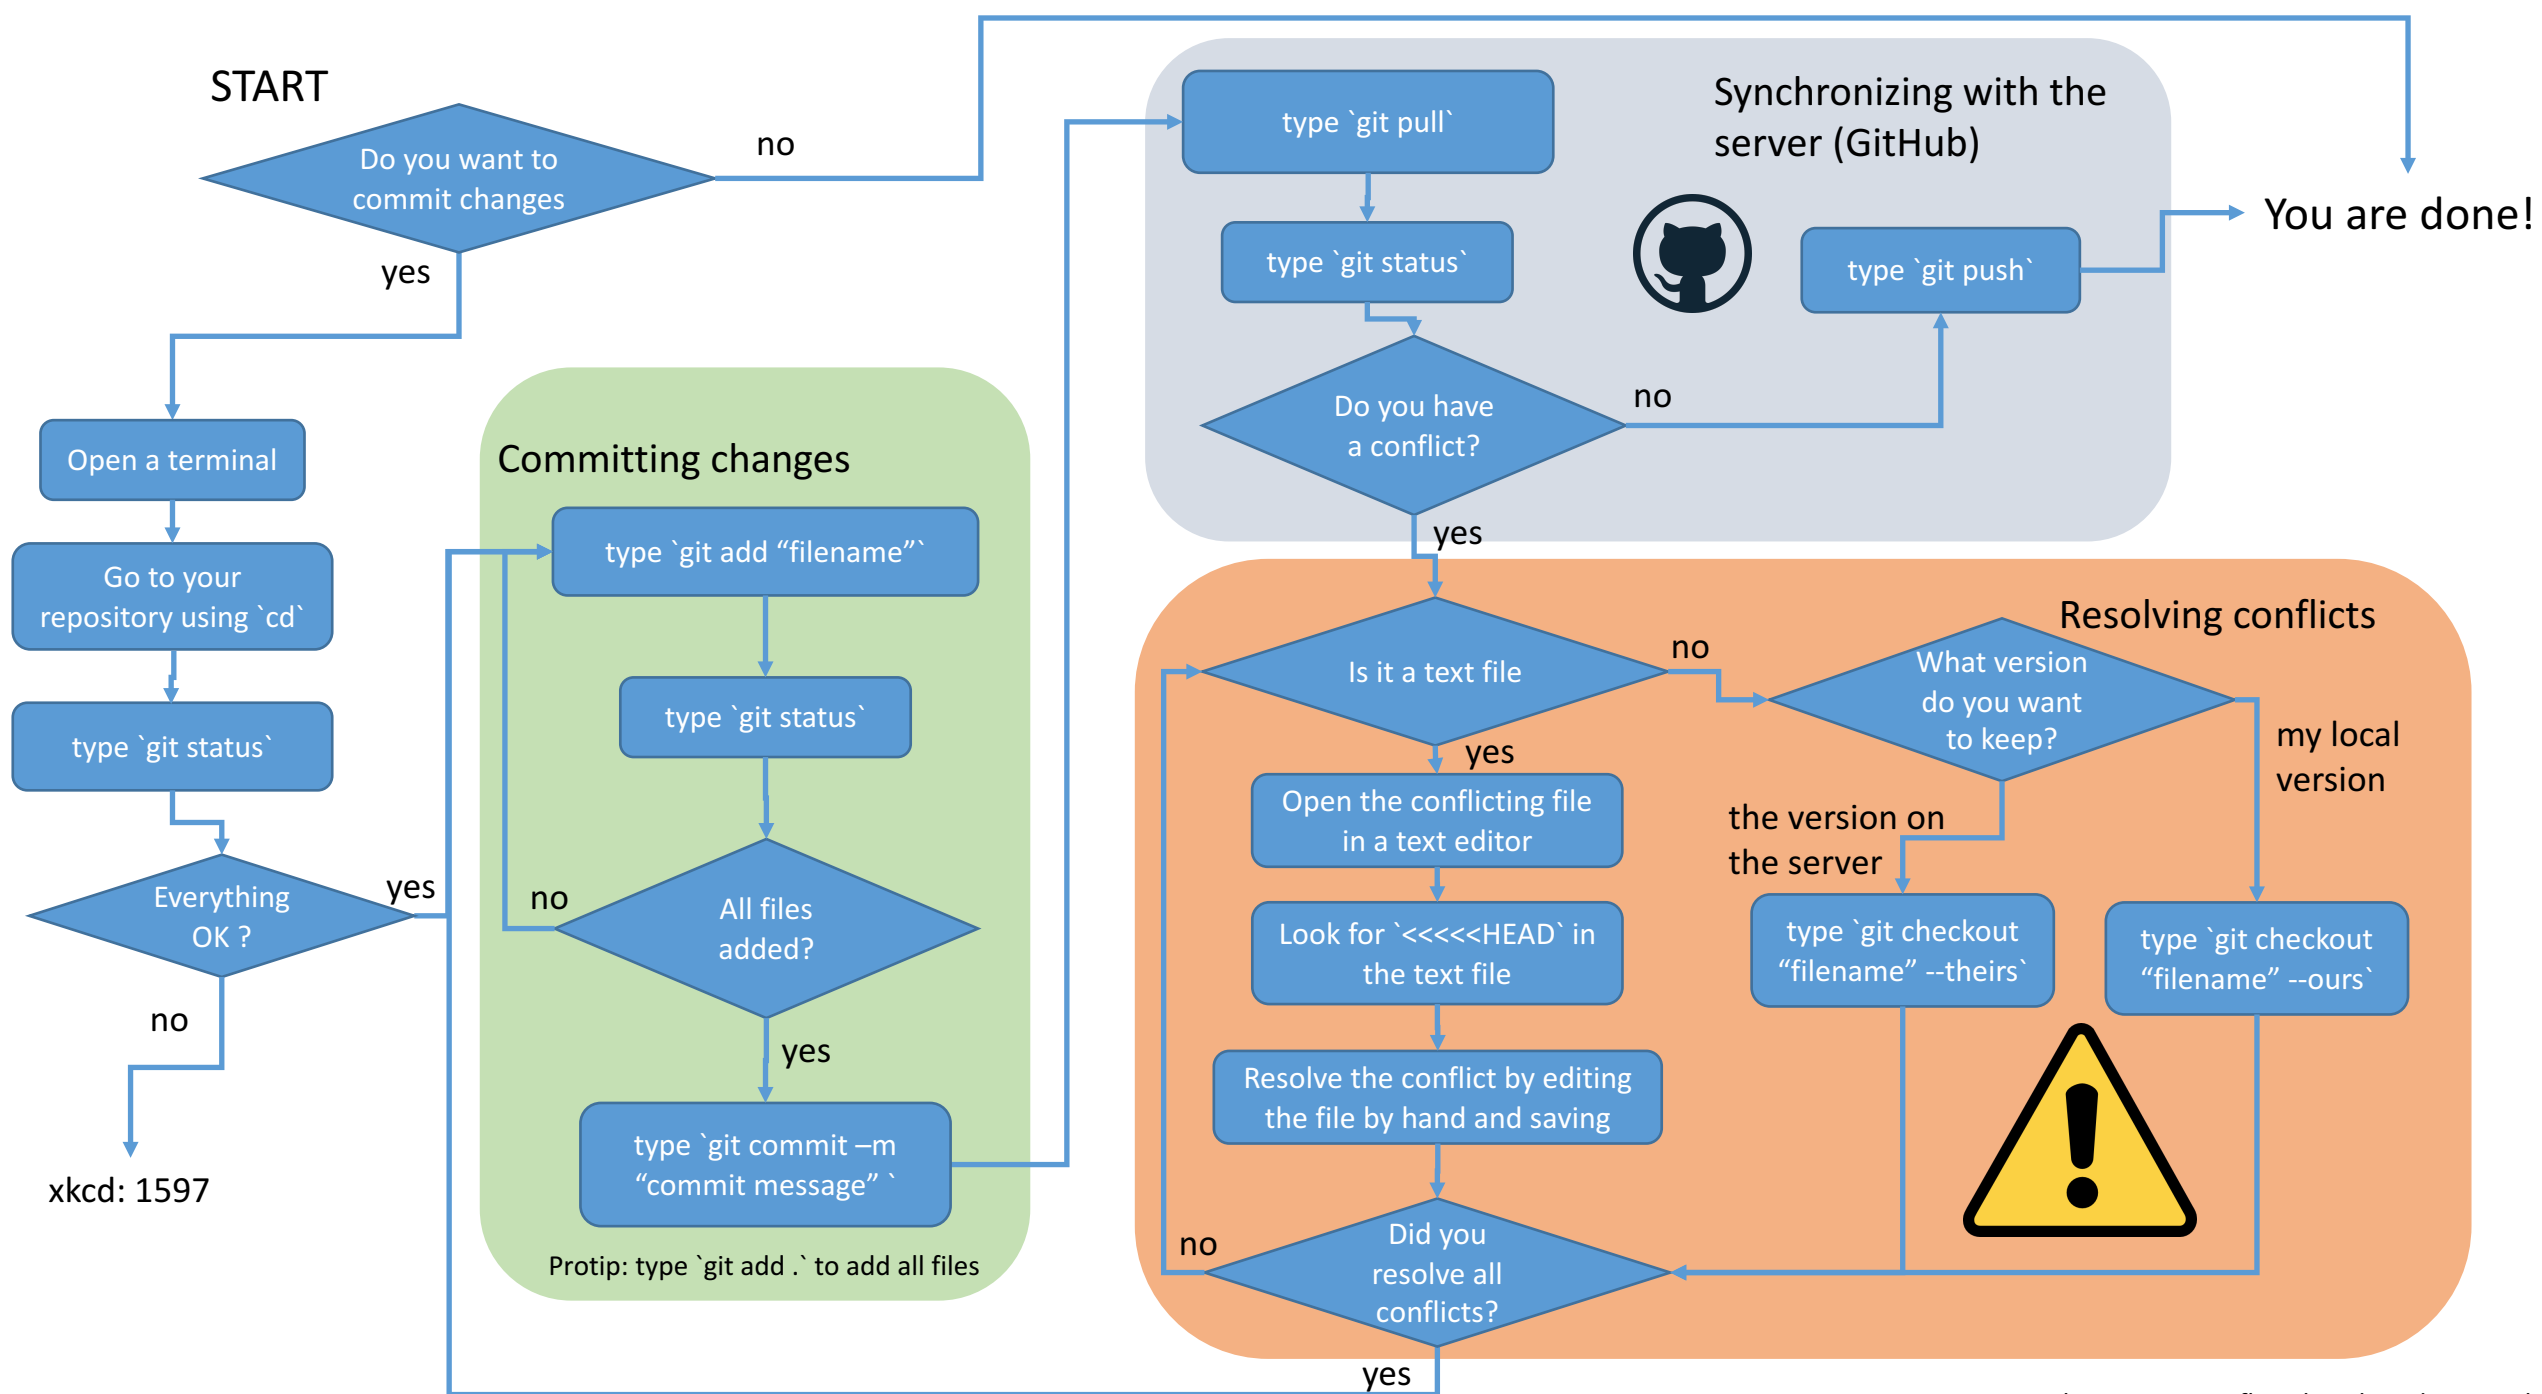 START
Do you want to
commit changes
no
yes
Open a terminal
Go to your
repository using `cd`
type `git status`
Everything
OK ?
yes
no
xkcd: 1597
Committing changes
type `git add “filename”`
type `git status`
All files
added?
no
yes
type `git commit –m
“commit message” `
Protip: type `git add .` to add all files
Synchronizing with the
server (GitHub)
type `git pull`
type `git status`
Do you have
a conflict?
no
type `git push`
You are done!
yes
Resolving conflicts
Is it a text file
no
yes
Open the conflicting file
in a text editor
Look for `<<<<<HEAD` in
the text file
Resolve the conflict by editing
the file by hand and saving
Did you
resolve all
conflicts?
no
yes
What version
do you want
to keep?
my local
version
the version on
the server
type `git checkout
“filename” --theirs`
type `git checkout
“filename” --ours`